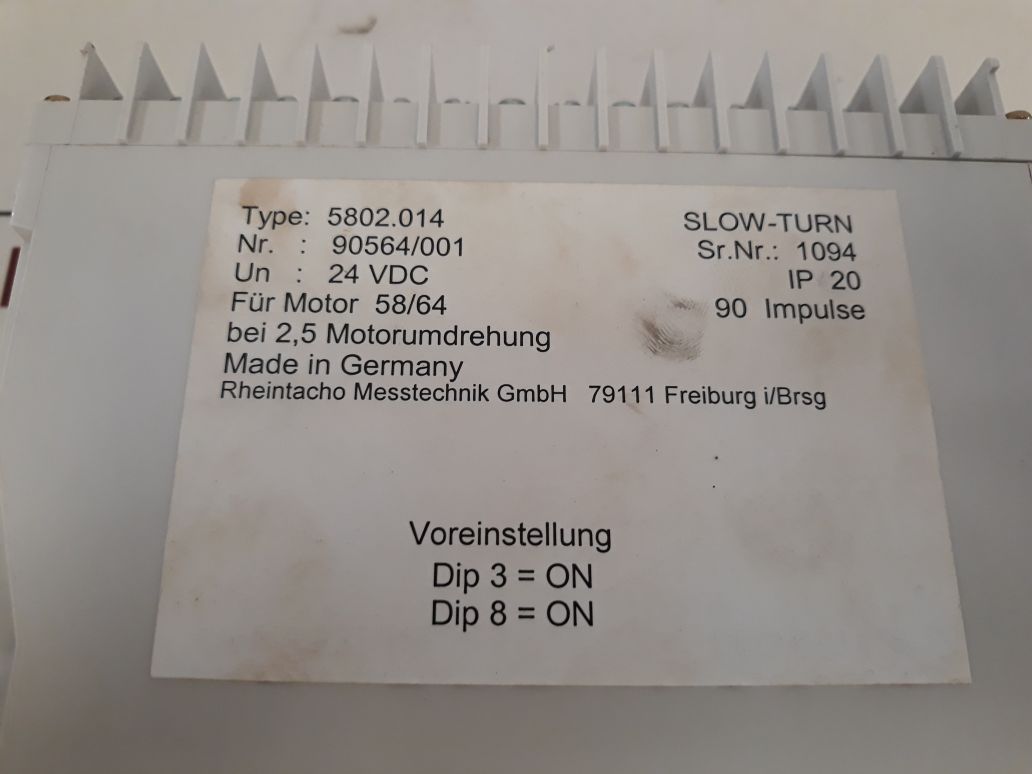 Type: 5802.014 SLOW-TURN
Nr. : 90564/001 Sr.Nr.: 1094
Un : 24 VDC IP 20
Für Motor 58/64 90 Impulse
bei 2,5 Motorumdrehung
Made in Germany
Rheintacho Messtechnik GmbH 79111 Freiburg i/Brsg
Voreinstellung
Dip 3 = ON
Dip 8 = ON